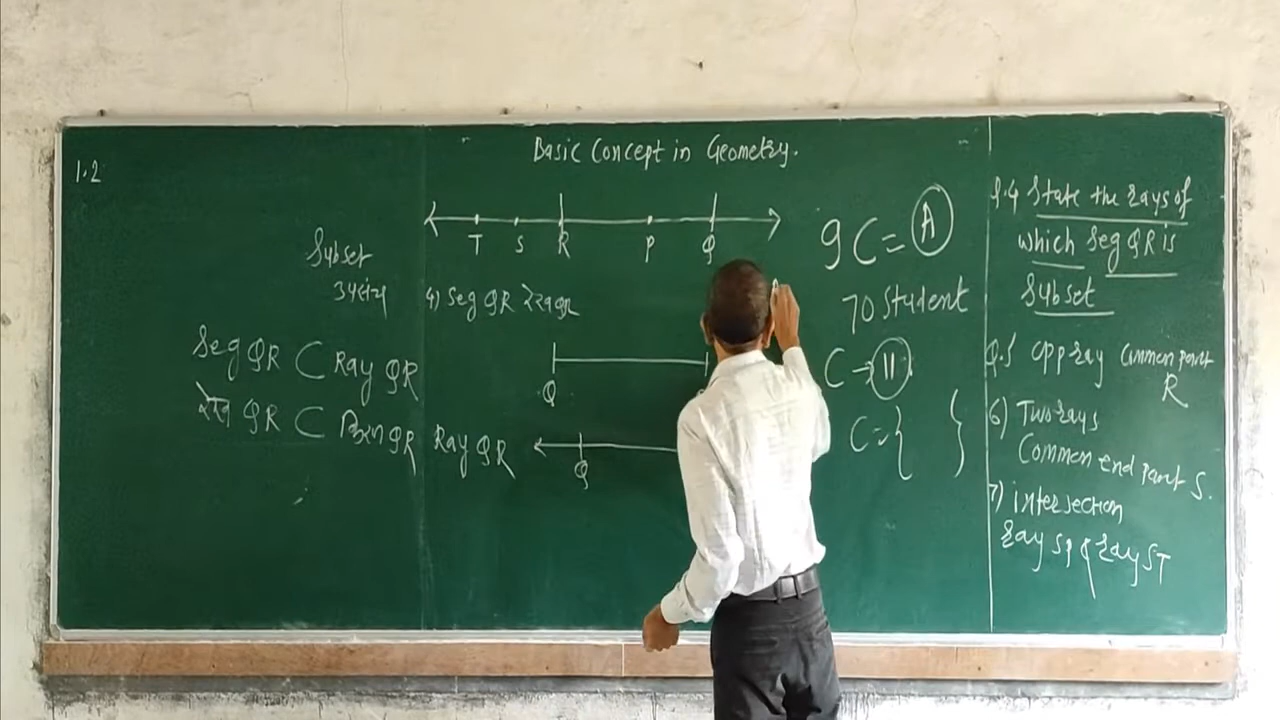 1.2
Basic Concept in Geometry.
T S R P Q
Subset
उपसंच
4) Seg QR रेख QR
Seg QR ⊂ Ray QR
रेख QR ⊂ किरण QR
Q
Ray QR
Q
9C = A
70 Student
C → 11
C = { }
Q.4 State the rays of
which Seg QR is
Subset
Q.5 opp ray Common point
R
6) Two rays
Common end point S.
7) intersection
ray SP & ray ST